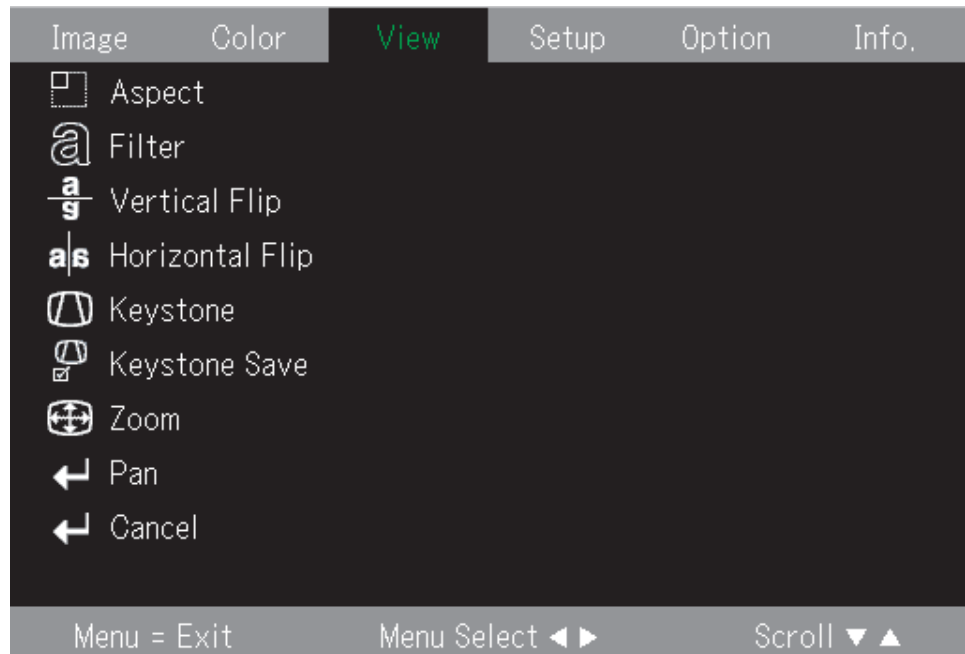 Image Color View Setup Option Info.
Aspect
Filter
Vertical Flip
Horizontal Flip
Keystone
Keystone Save
Zoom
Pan
Cancel
Menu = Exit Menu Select ◀ ▶ Scroll ▼ ▲